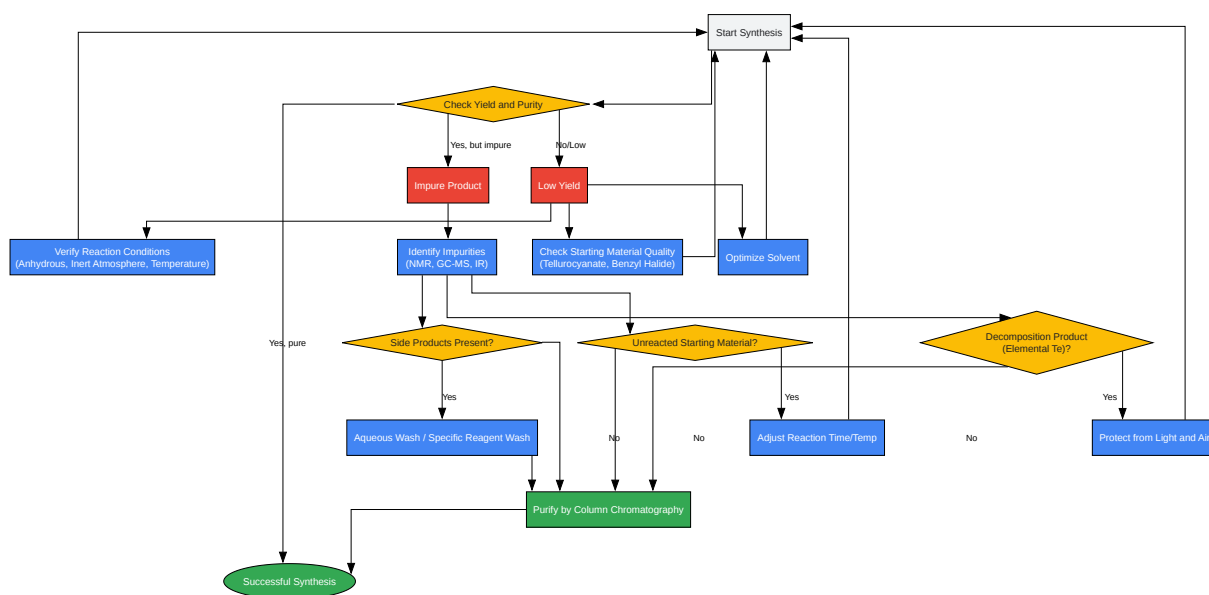 Start Synthesis
Check Yield and Purity
Yes, but impure
No/Low
Impure Product
Low Yield
Verify Reaction Conditions
(Anhydrous, Inert Atmosphere, Temperature)
Identify Impurities
(NMR, GC-MS, IR)
Check Starting Material Quality
(Tellurocyanate, Benzyl Halide)
Optimize Solvent
Yes, pure
Side Products Present?
Unreacted Starting Material?
Decomposition Product
(Elemental Te)?
Yes
Yes
Yes
Aqueous Wash / Specific Reagent Wash
No
No
Adjust Reaction Time/Temp
No
Protect from Light and Air
Purify by Column Chromatography
Successful Synthesis